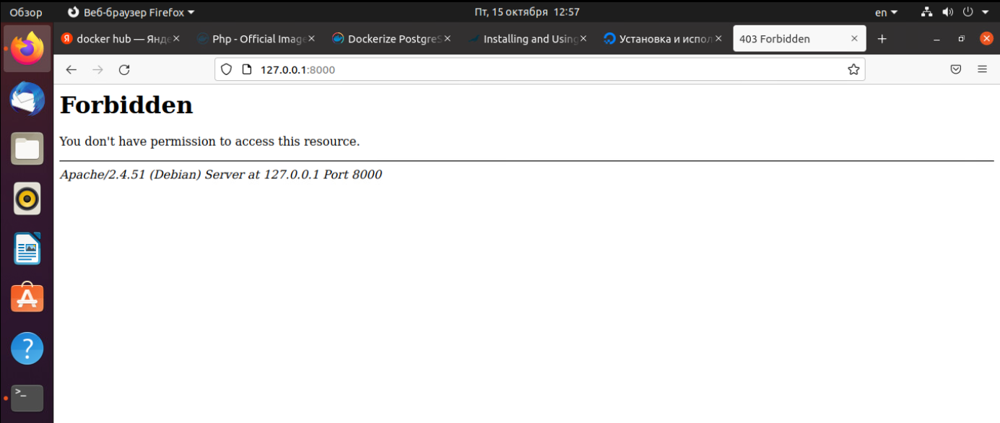 Обзор Веб-браузер Firefox Пт, 15 октября 12:57 en
docker hub — Янде Php - Official Image Dockerize PostgreS Installing and Using Установка и испол 403 Forbidden
127.0.0.1:8000
Forbidden
You don't have permission to access this resource.
Apache/2.4.51 (Debian) Server at 127.0.0.1 Port 8000